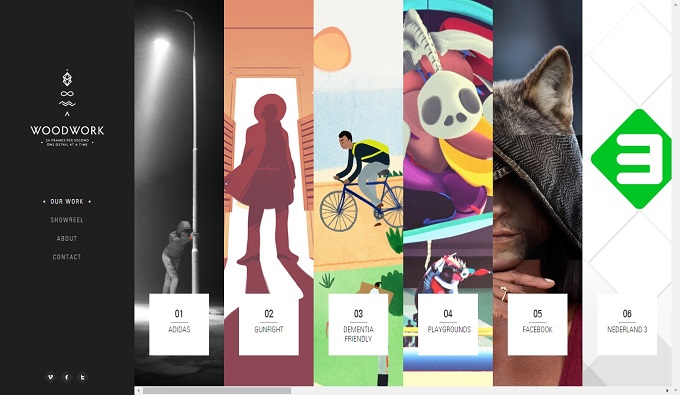 WOODWORK
24 FRAMES PER SECOND
ONE DETAIL AT A TIME
OUR WORK
SHOWREEL
ABOUT
CONTACT
01
ADIDAS
02
GUNFIGHT
03
DEMENTIA
FRIENDLY
04
PLAYGROUNDS
05
FACEBOOK
06
NEDERLAND 3
3